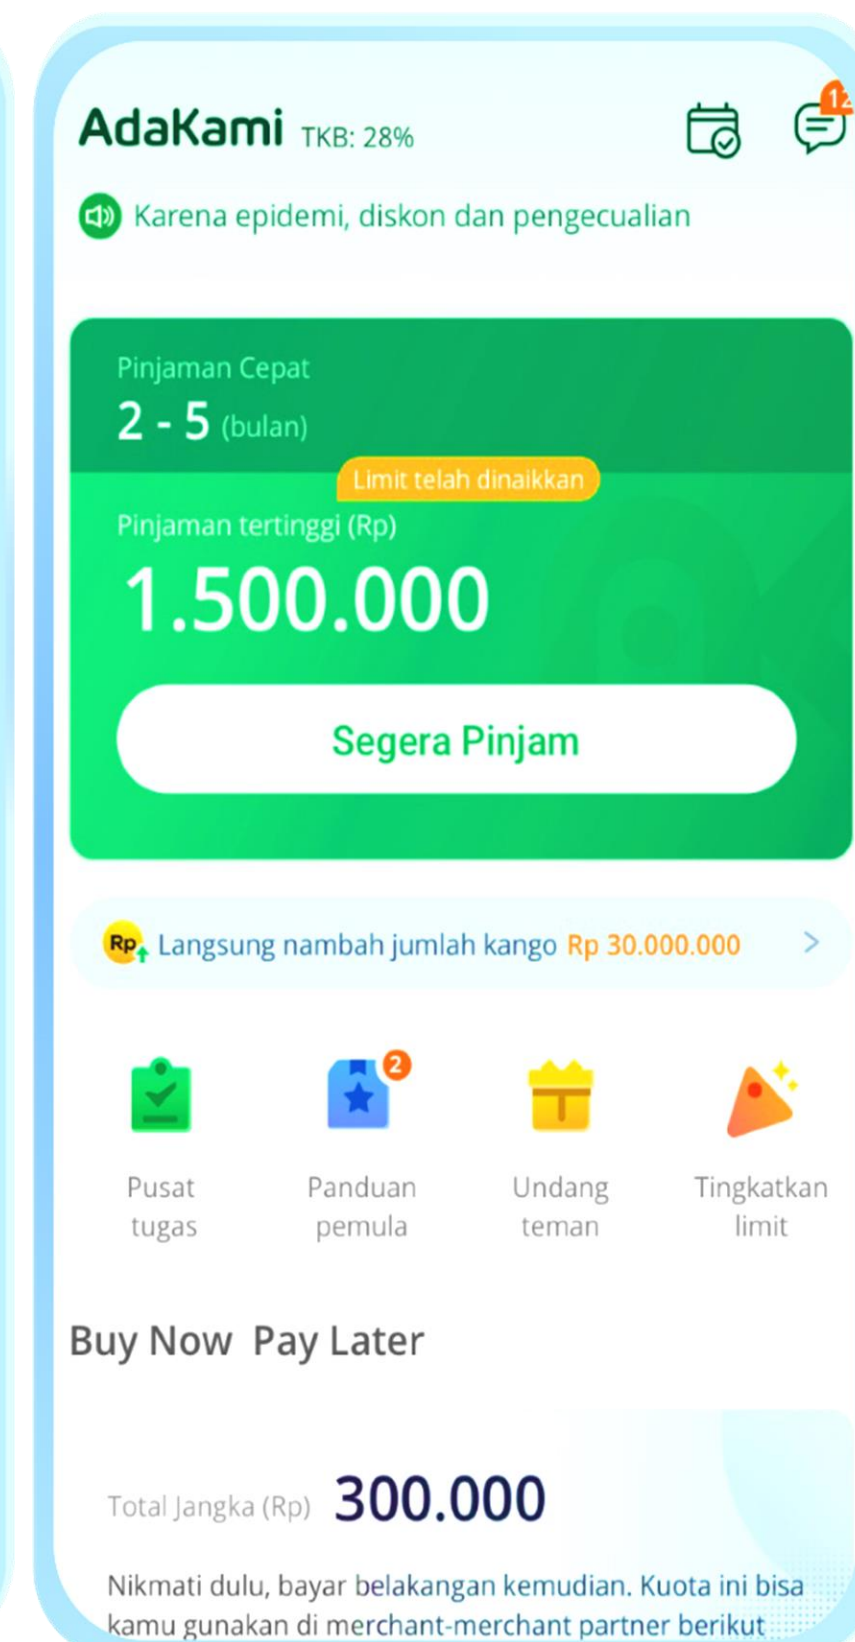 AdaKami TKB: 28%
12
Karena epidemi, diskon dan pengecualian
Pinjaman Cepat
2 - 5 (bulan)
Limit telah dinaikkan
Pinjaman tertinggi (Rp)
1.500.000
Segera Pinjam
Rp Langsung nambah jumlah kango Rp 30.000.000 >
2
Pusat tugas
Panduan pemula
Undang teman
Tingkatkan limit
Buy Now Pay Later
Total Jangka (Rp) 300.000
Nikmati dulu, bayar belakangan kemudian. Kuota ini bisa
kamu gunakan di merchant-merchant partner berikut